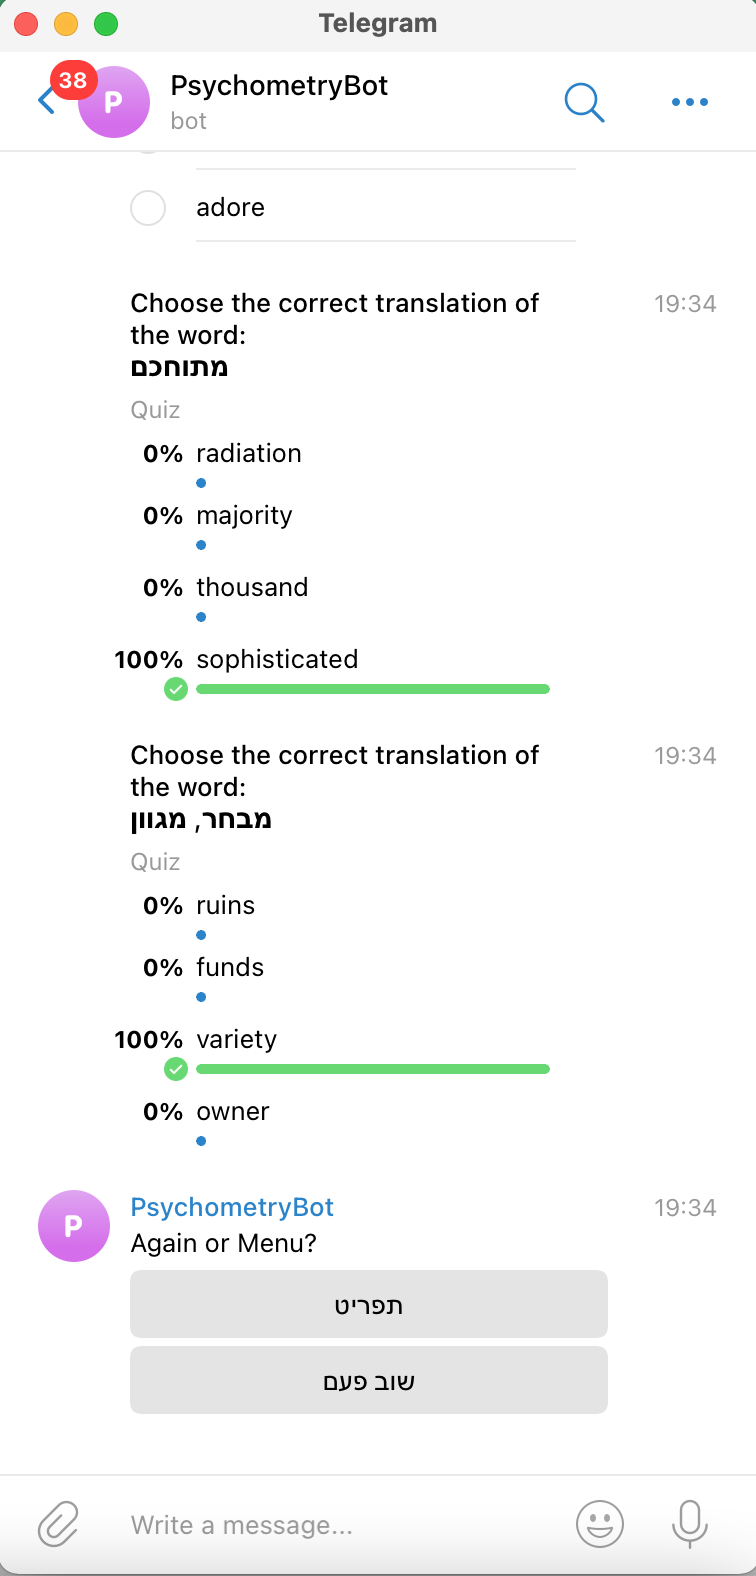 Telegram
38
P
PsychometryBot
bot
adore
Choose the correct translation of
19:34
the word:
מתוחכם
Quiz
0% radiation
0% majority
0% thousand
100% sophisticated
Choose the correct translation of
19:34
the word:
מבחר, מגוון
Quiz
0% ruins
0% funds
100% variety
0% owner
P
PsychometryBot
19:34
Again or Menu?
תפריט
שוב פעם
Write a message...